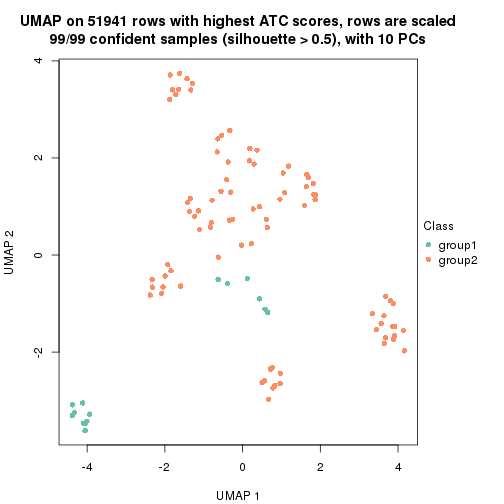 UMAP on 51941 rows with highest ATC scores, rows are scaled
99/99 confident samples (silhouette > 0.5), with 10 PCs
4
2
0
-2
UMAP 2
-4
-2
0
2
4
UMAP 1
Class
group1
group2